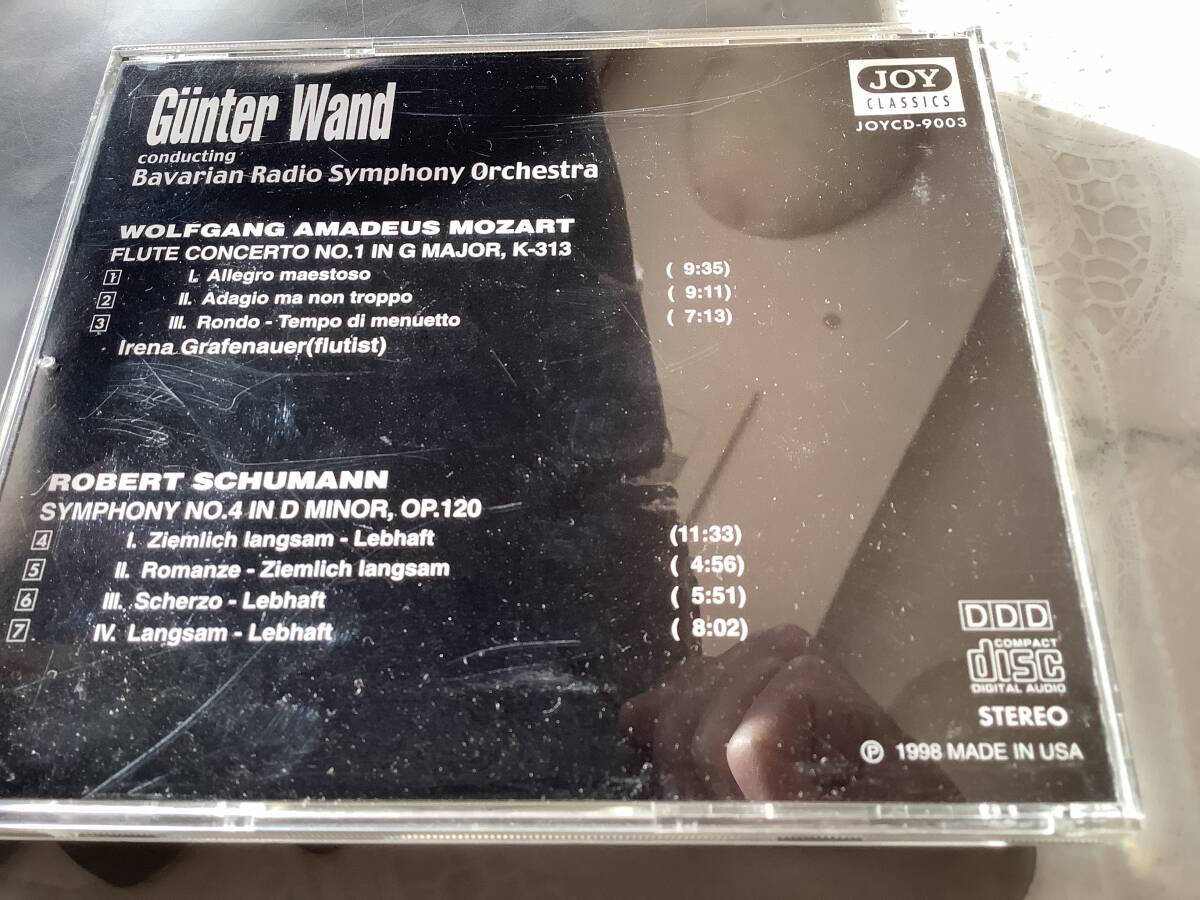 Günter Wand
conducting
Bavarian Radio Symphony Orchestra
JOY
CLASSICS
JOYCD-9003
WOLFGANG AMADEUS MOZART
FLUTE CONCERTO NO.1 IN G MAJOR, K-313
1 I. Allegro maestoso ( 9:35)
2 II. Adagio ma non troppo ( 9:11)
3 III. Rondo - Tempo di menuetto ( 7:13)
Irena Grafenauer(flutist)
ROBERT SCHUMANN
SYMPHONY NO.4 IN D MINOR, OP.120
4 I. Ziemlich langsam - Lebhaft (11:33)
5 II. Romanze - Ziemlich langsam ( 4:56)
6 III. Scherzo - Lebhaft ( 5:51)
7 IV. Langsam - Lebhaft ( 8:02)
DDD
COMPACT
disc
DIGITAL AUDIO
STEREO
℗ 1998 MADE IN USA